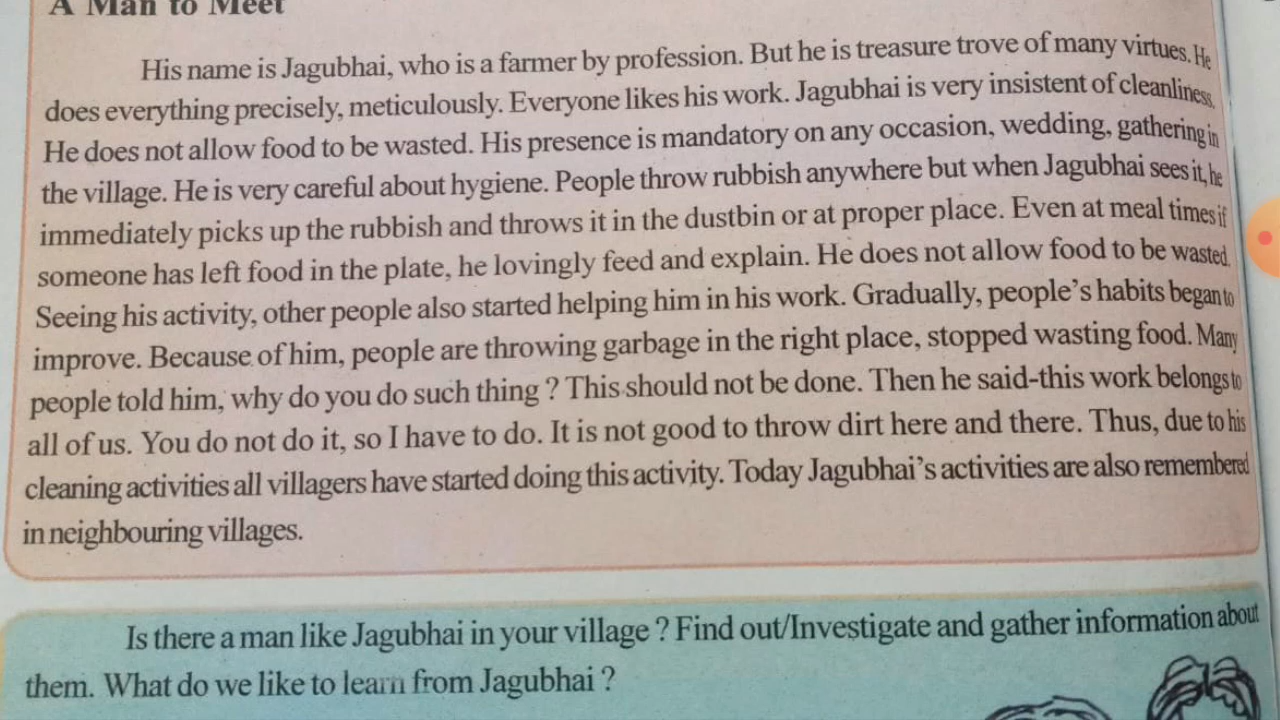 A Man to Meet
His name is Jagubhai, who is a farmer by profession. But he is treasure trove of many virtues. He
does everything precisely, meticulously. Everyone likes his work. Jagubhai is very insistent of cleanliness.
He does not allow food to be wasted. His presence is mandatory on any occasion, wedding, gathering in
the village. He is very careful about hygiene. People throw rubbish anywhere but when Jagubhai sees it, he
immediately picks up the rubbish and throws it in the dustbin or at proper place. Even at meal times if
someone has left food in the plate, he lovingly feed and explain. He does not allow food to be wasted.
Seeing his activity, other people also started helping him in his work. Gradually, people's habits began to
improve. Because of him, people are throwing garbage in the right place, stopped wasting food. Many
people told him, why do you do such thing ? This should not be done. Then he said-this work belongs to
all of us. You do not do it, so I have to do. It is not good to throw dirt here and there. Thus, due to his
cleaning activities all villagers have started doing this activity. Today Jagubhai's activities are also remembered
in neighbouring villages.
Is there a man like Jagubhai in your village ? Find out/Investigate and gather information about
them. What do we like to learn from Jagubhai ?